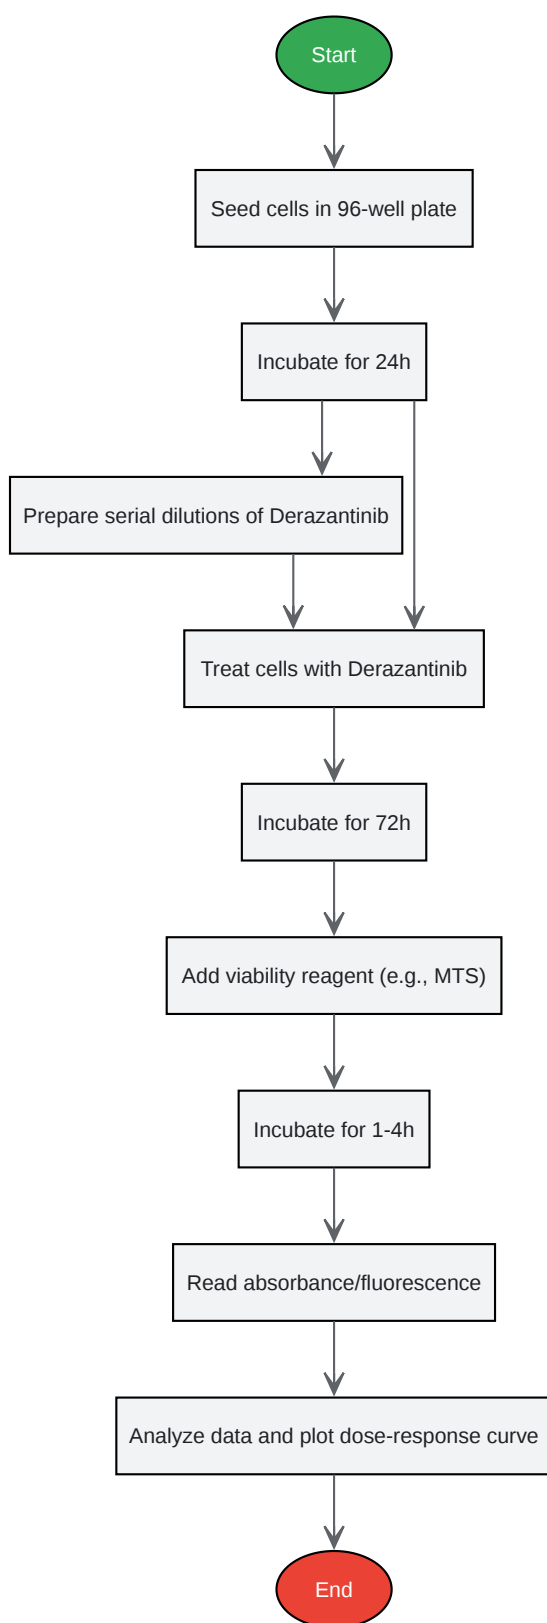 Start
Seed cells in 96-well plate
Incubate for 24h
Prepare serial dilutions of Derazantinib
Treat cells with Derazantinib
Incubate for 72h
Add viability reagent (e.g., MTS)
Incubate for 1-4h
Read absorbance/fluorescence
Analyze data and plot dose-response curve
End